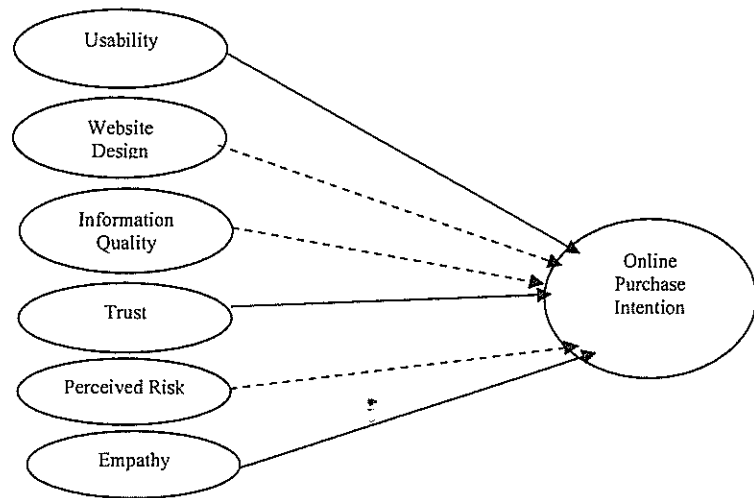 Usability
Website
Design
Information
Quality
Trust
Perceived Risk
Empathy
Online
Purchase
Intention